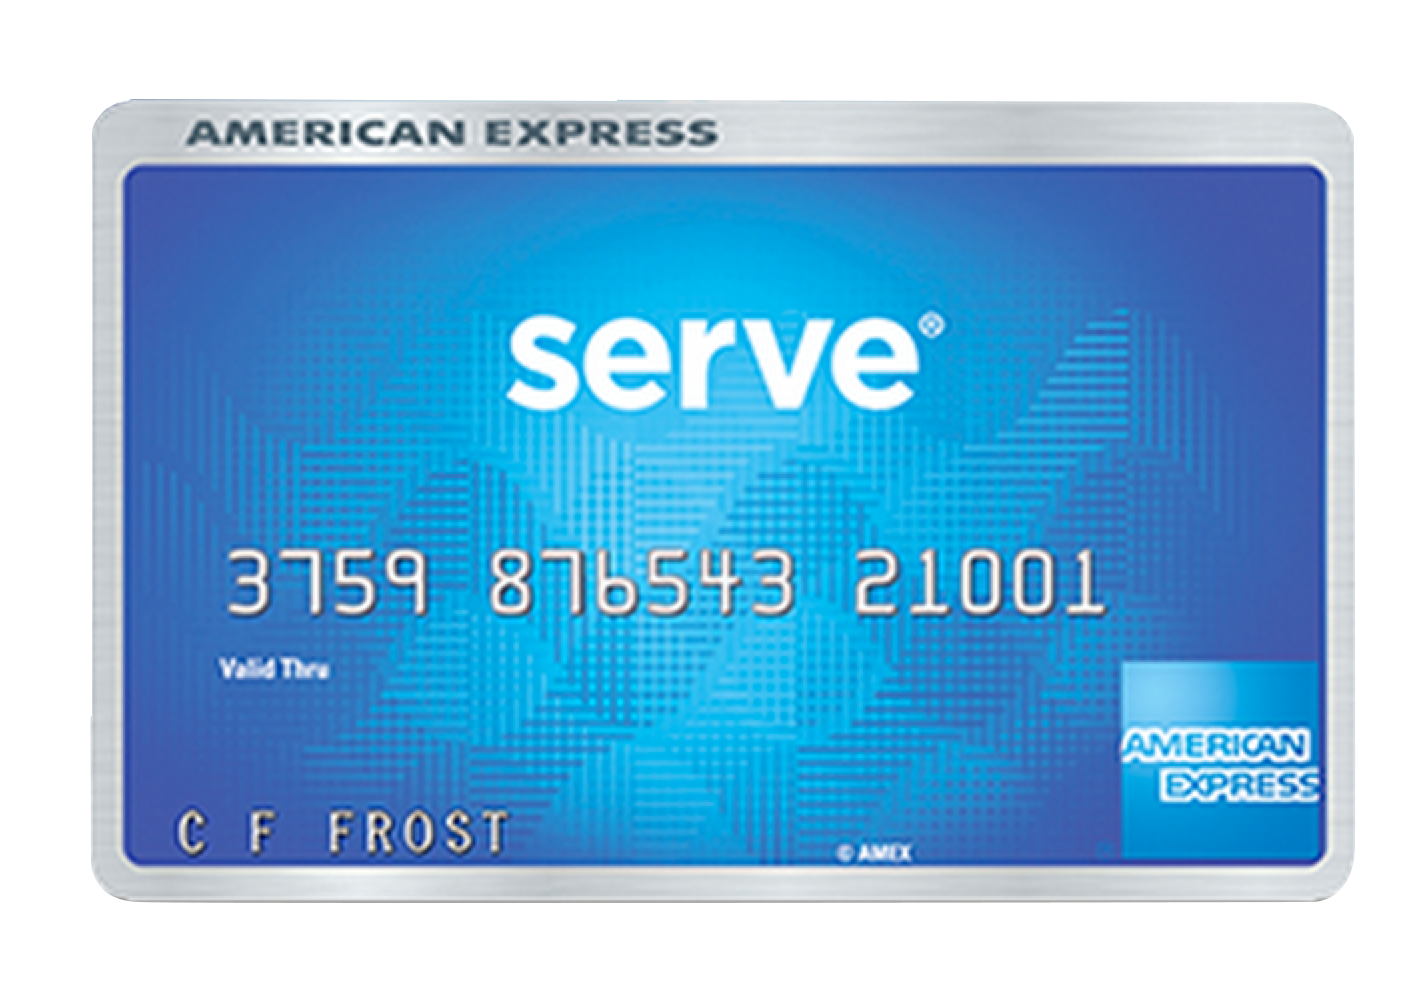 AMERICAN EXPRESS
serve®
3759 876543 21001
Valid Thru
AMERICAN
EXPRESS
C F FROST
© AMEX